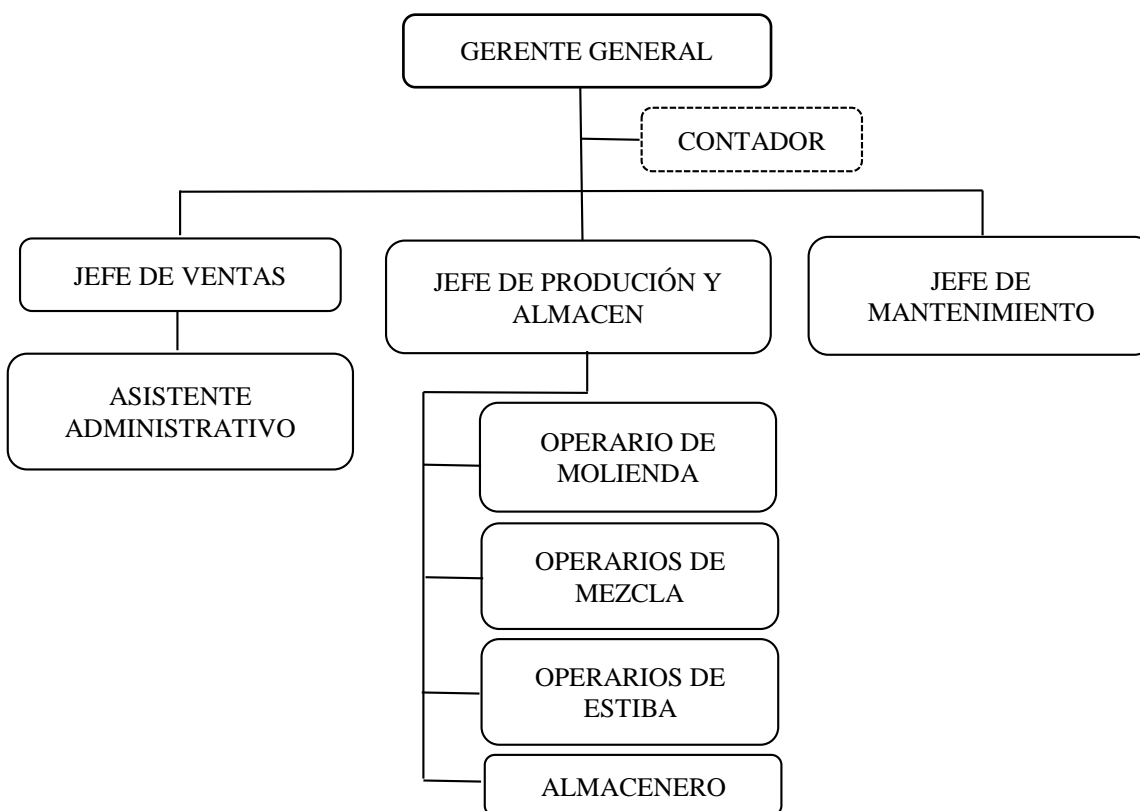 GERENTE GENERAL
CONTADOR
JEFE DE VENTAS
JEFE DE PRODUCIÓN Y
ALMACEN
JEFE DE
MANTENIMIENTO
ASISTENTE
ADMINISTRATIVO
OPERARIO DE
MOLIENDA
OPERARIOS DE
MEZCLA
OPERARIOS DE
ESTIBA
ALMACENERO